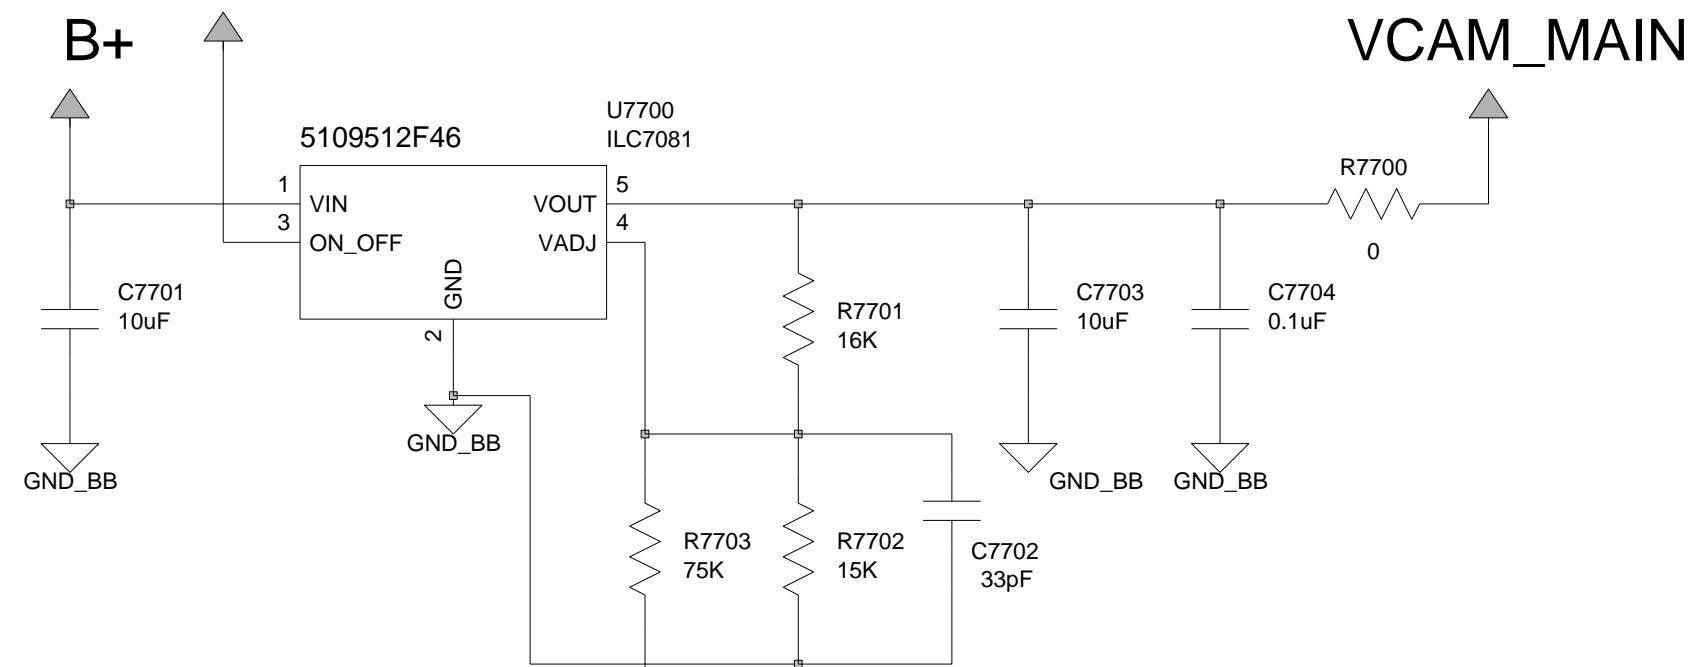 B+
VCAM_MAIN
5109512F46
U7700
ILC7081
1
VIN
3
ON_OFF
GND
2
VOUT
5
VADJ
4
R7700
0
C7701
10uF
R7701
16K
C7703
10uF
C7704
0.1uF
GND_BB
GND_BB
GND_BB
GND_BB
R7703
75K
R7702
15K
C7702
33pF